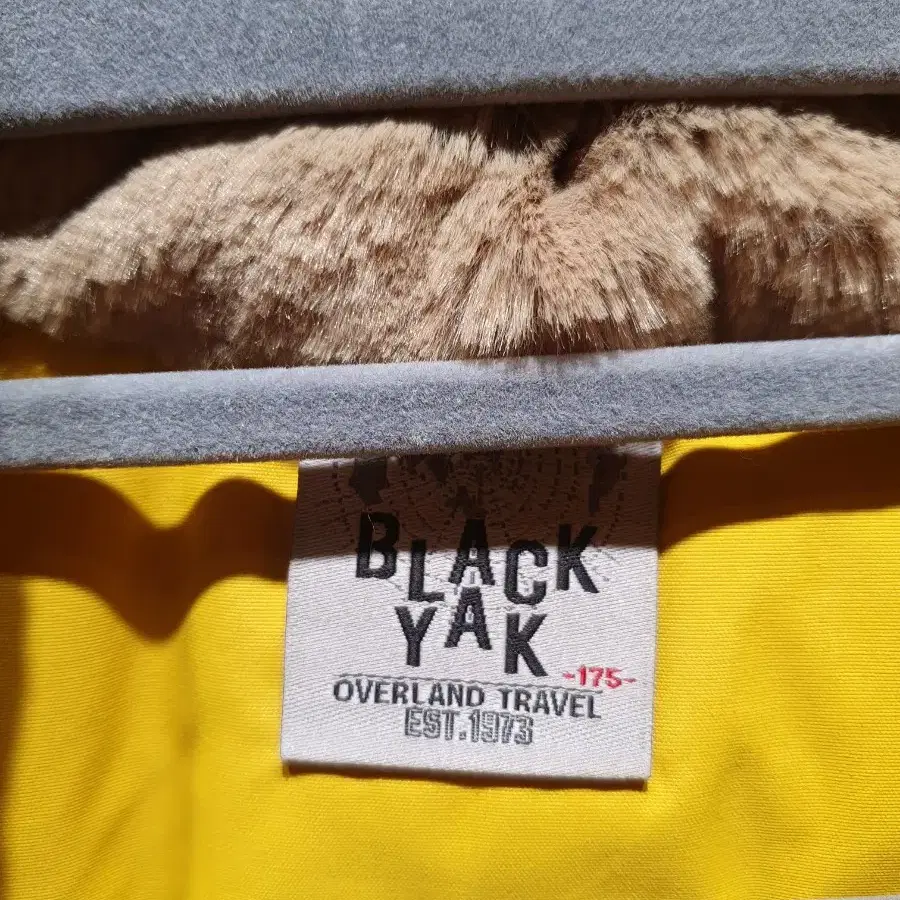 BLACK
YAK
-175-
OVERLAND TRAVEL
EST.1973